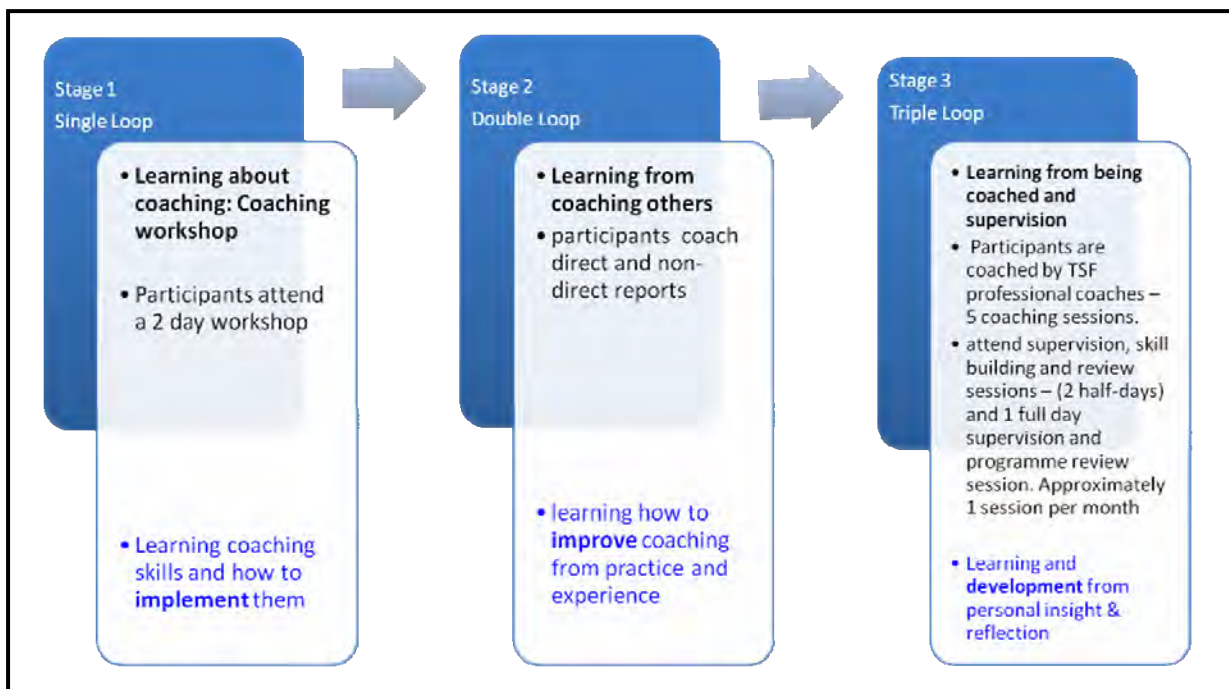 Stage 1
Single Loop
• Learning about
coaching: Coaching
workshop
• Participants attend
a 2 day workshop
• Learning coaching
skills and how to
implement them
Stage 2
Double Loop
• Learning from
coaching others
• participants coach
direct and non-
direct reports
• learning how to
improve coaching
from practice and
experience
Stage 3
Triple Loop
• Learning from being
coached and
supervision
• Participants are
coached by TSF
professional coaches –
5 coaching sessions.
• attend supervision, skill
building and review
sessions – (2 half-days)
and 1 full day
supervision and
programme review
session. Approximately
1 session per month
• Learning and
development from
personal insight &
reflection